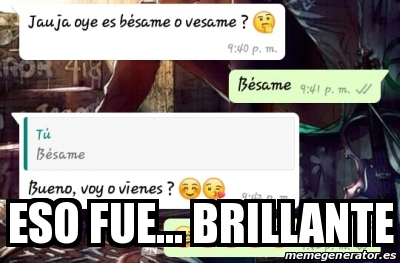 Jauja oye es bésame o vesame ? 🤔
9:40 p. m.
Bésame 9:41 p. m.
Tú
Bésame
Bueno, voy o vienes ? ☺️😘
ESO FUE... BRILLANTE
memegenerator.es